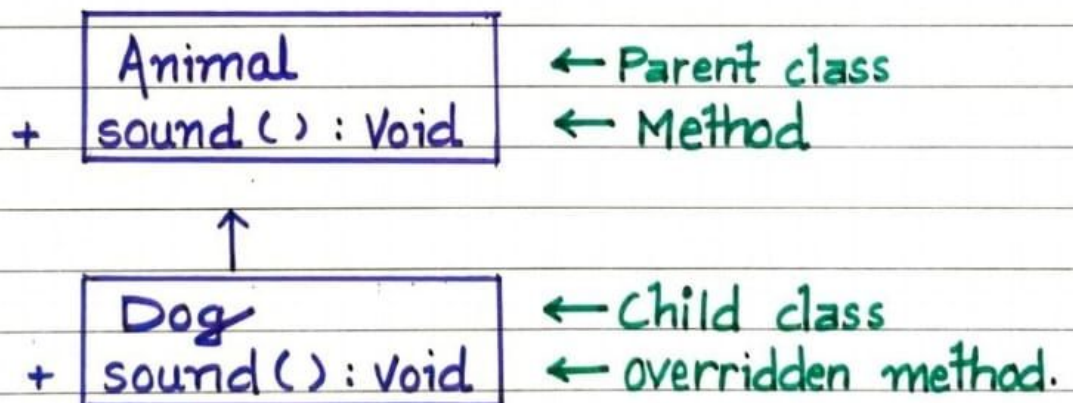 Animal ← Parent class
+ sound ( ) : Void ← Method
↑
Dog ← Child class
+ sound ( ) : Void ← overridden method.